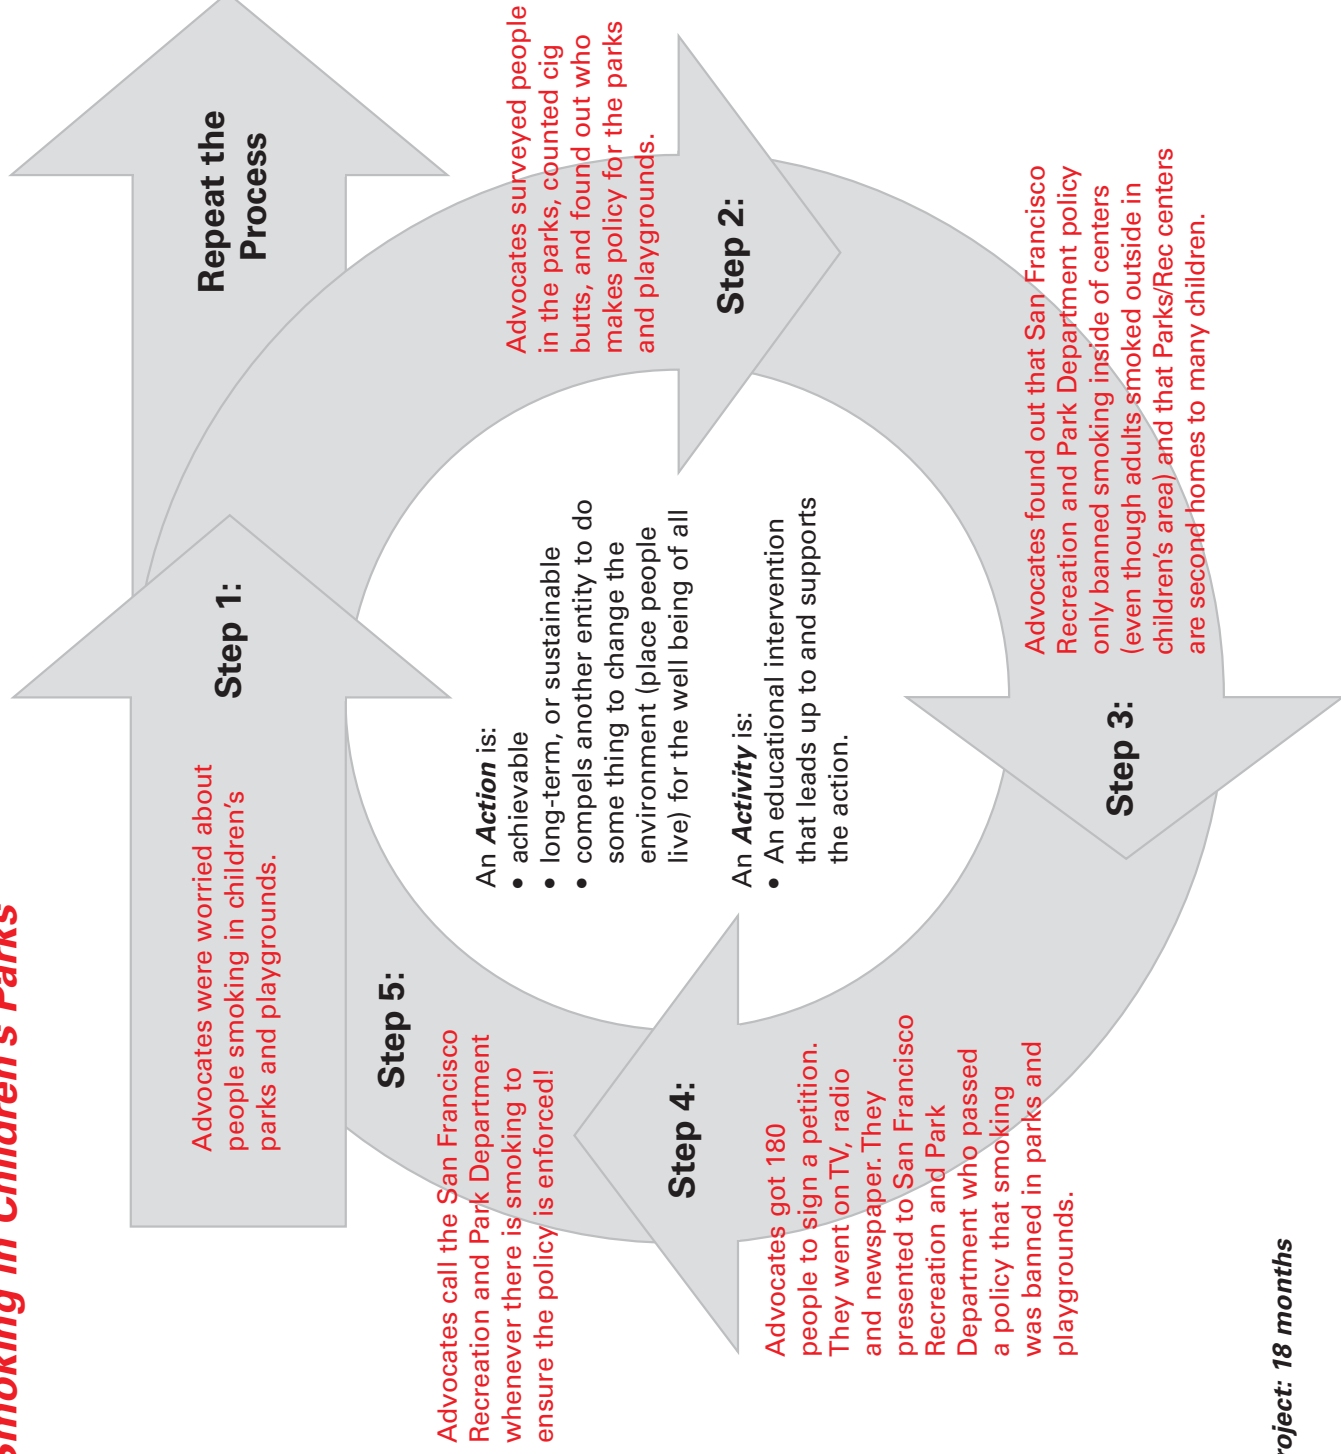 Smoking in Children's Parks
Repeat the
Process
Step 1:
Advocates were worried about
people smoking in children's
parks and playgrounds.
Advocates surveyed people
in the parks, counted cig
butts, and found out who
makes policy for the parks
and playgrounds.
Step 2:
Advocates found out that San Francisco
Recreation and Park Department policy
only banned smoking inside of centers
(even though adults smoked outside in
children's area) and that Parks/Rec centers
are second homes to many children.
Step 3:
Step 4:
Advocates got 180
people to sign a petition.
They went on TV, radio
and newspaper. They
presented to San Francisco
Recreation and Park
Department who passed
a policy that smoking
was banned in parks and
playgrounds.
Step 5:
Advocates call the San Francisco
Recreation and Park Department
whenever there is smoking to
ensure the policy is enforced!
An Action is:
• achievable
• long-term, or sustainable
• compels another entity to do
some thing to change the
environment (place people
live) for the well being of all
An Activity is:
• An educational intervention
that leads up to and supports
the action.
roject: 18 months